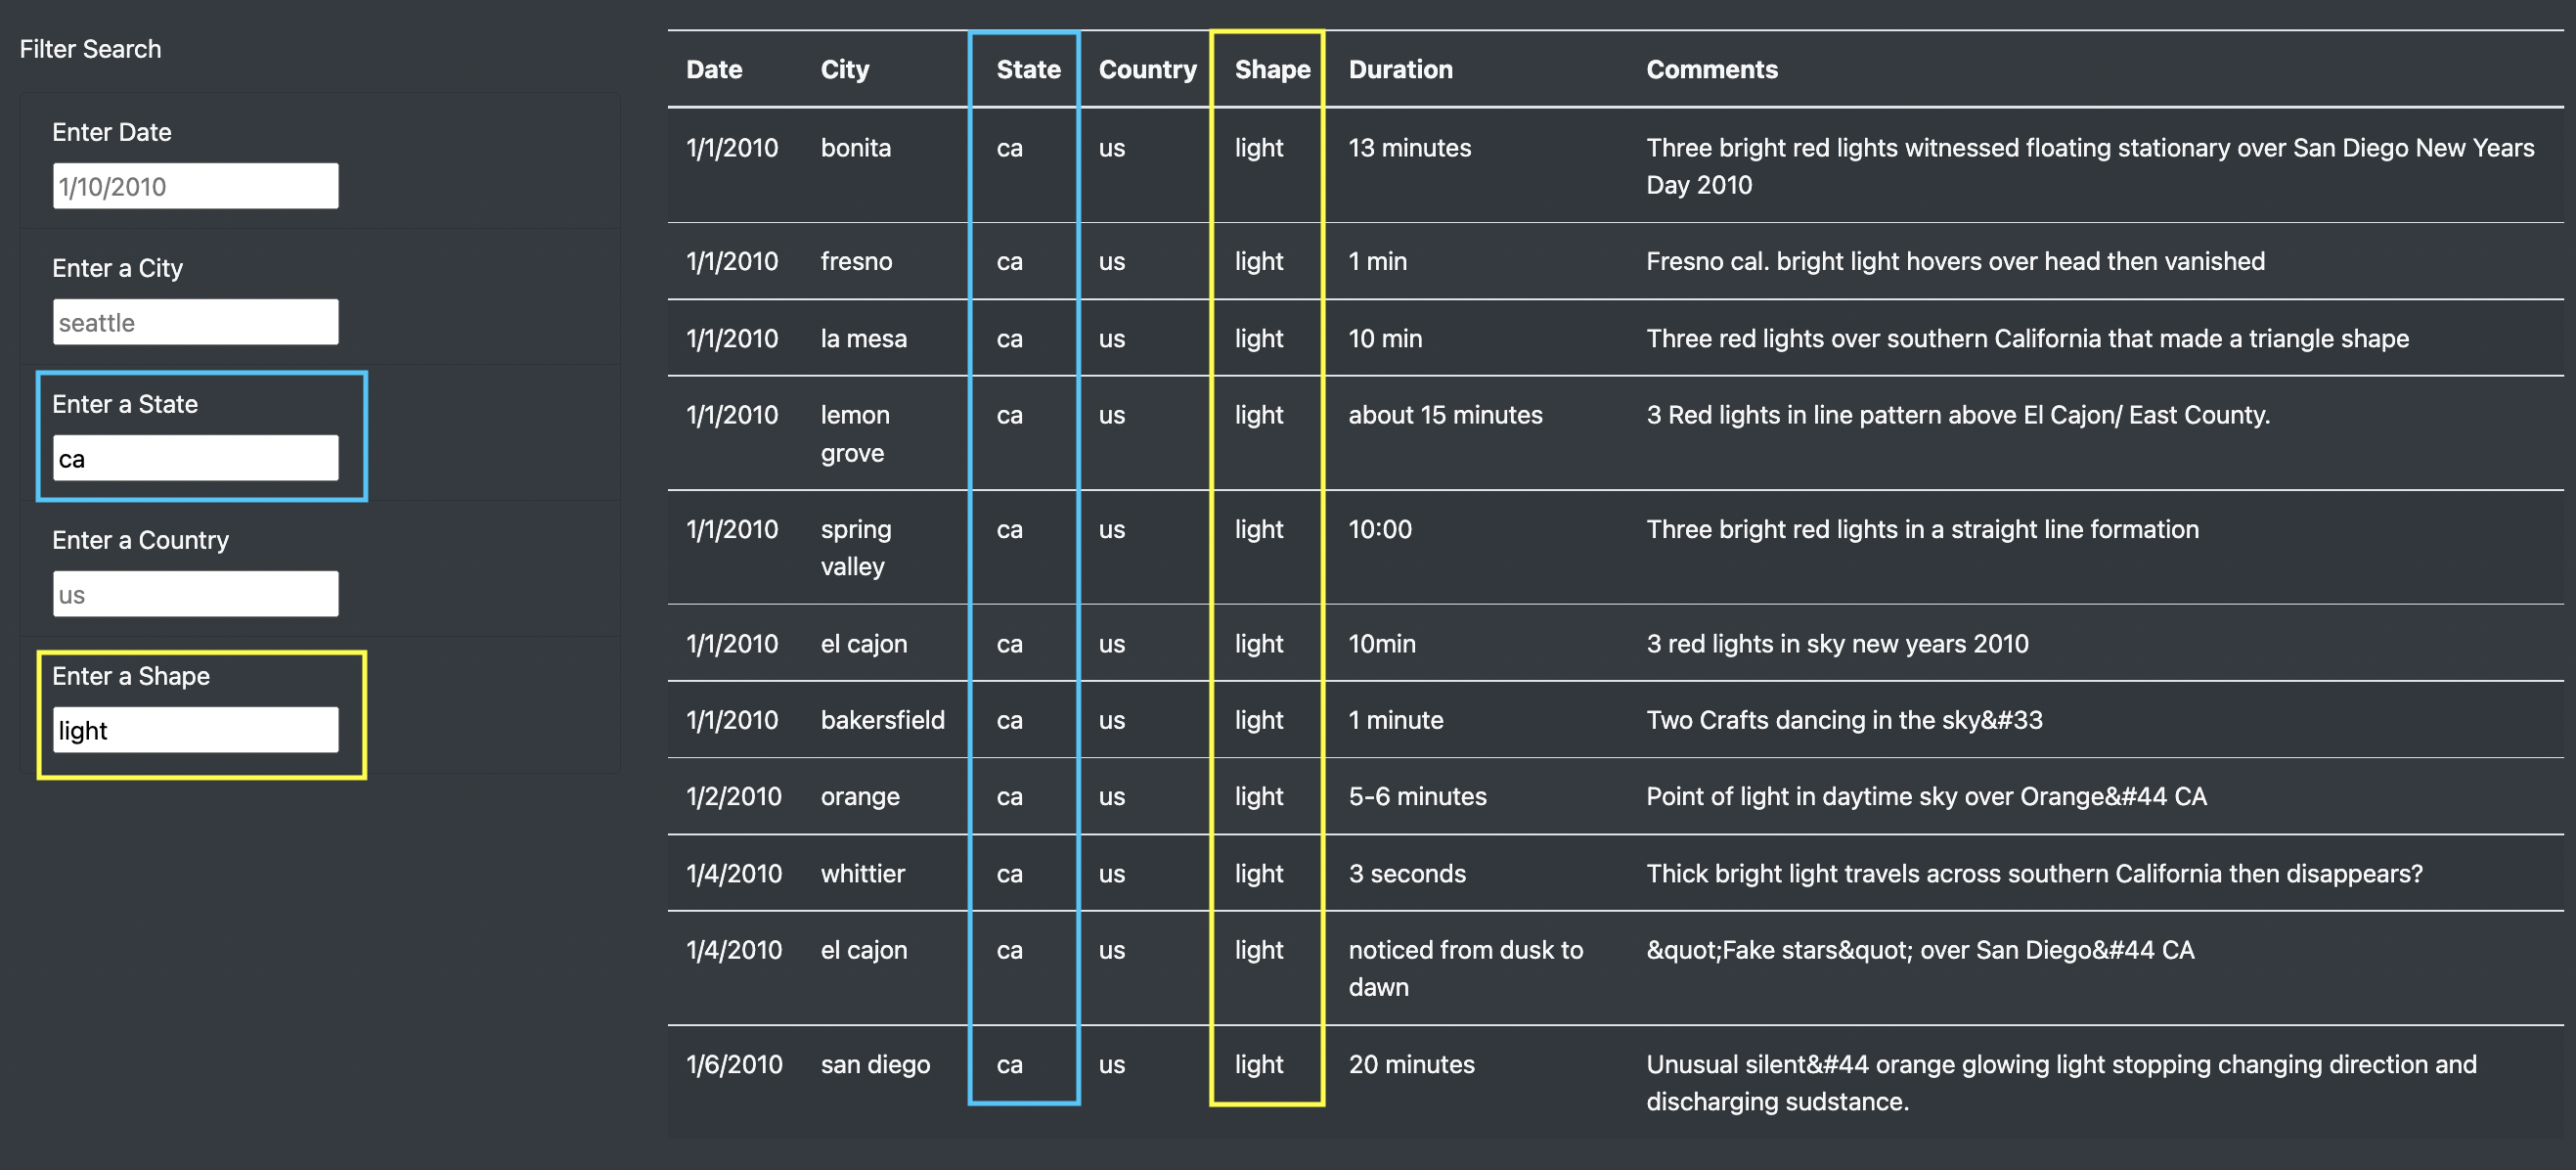 Filter Search
Enter Date
1/10/2010
Enter a City
seattle
Enter a State
ca
Enter a Country
us
Enter a Shape
light
Date City State Country Shape Duration Comments
1/1/2010 bonita ca us light 13 minutes Three bright red lights witnessed floating stationary over San Diego New Years
Day 2010
1/1/2010 fresno ca us light 1 min Fresno cal. bright light hovers over head then vanished
1/1/2010 la mesa ca us light 10 min Three red lights over southern California that made a triangle shape
1/1/2010 lemon ca us light about 15 minutes 3 Red lights in line pattern above El Cajon/ East County.
grove
1/1/2010 spring ca us light 10:00 Three bright red lights in a straight line formation
valley
1/1/2010 el cajon ca us light 10min 3 red lights in sky new years 2010
1/1/2010 bakersfield ca us light 1 minute Two Crafts dancing in the sky&#33
1/2/2010 orange ca us light 5-6 minutes Point of light in daytime sky over Orange&#44 CA
1/4/2010 whittier ca us light 3 seconds Thick bright light travels across southern California then disappears?
1/4/2010 el cajon ca us light noticed from dusk to &quot;Fake stars&quot; over San Diego&#44 CA
dawn
1/6/2010 san diego ca us light 20 minutes Unusual silent&#44 orange glowing light stopping changing direction and
discharging sudstance.